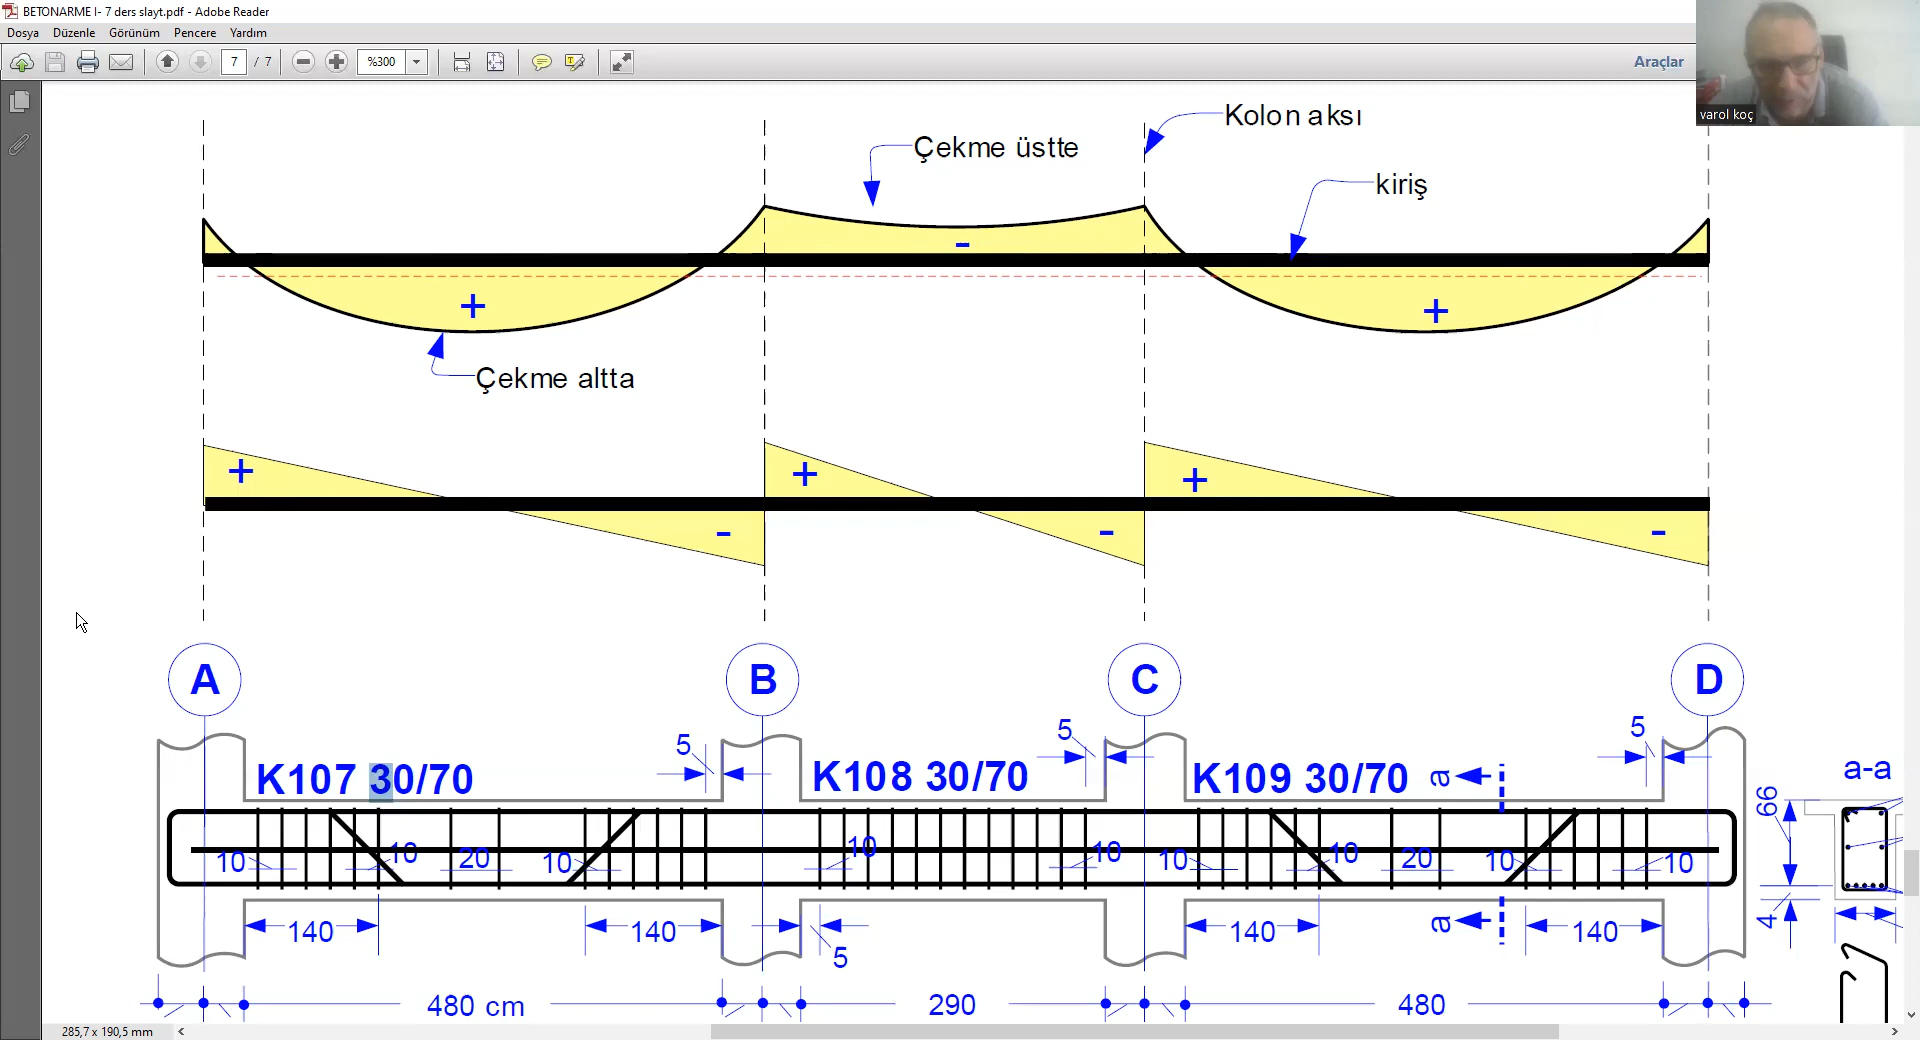 BETONARME I- 7 ders slayt.pdf - Adobe Reader
Dosya Düzenle Görünüm Pencere Yardım
7 / 7 %300 Araçlar
varol koç
Kolon aksı
Çekme üstte
kiriş
-
+ +
Çekme altta
+ + +
- - -
A B C D
5 5 5
K107 30/70 K108 30/70 K109 30/70 a a-a
66
10 10 20 10 10 10 10 10 20 10 10
140 140 140 a 140 4
5
480 cm 290 480
285,7 x 190,5 mm